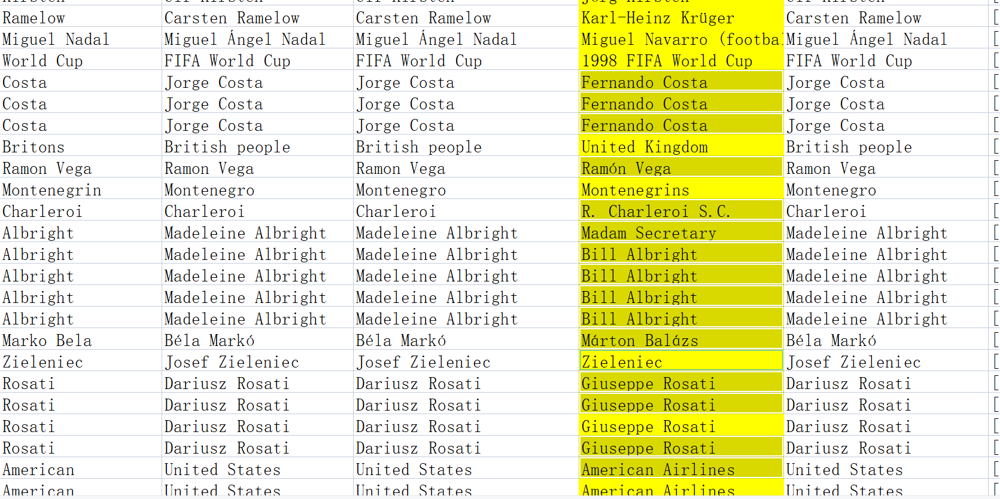 Ramelow Carsten Ramelow Carsten Ramelow Karl-Heinz Krüger Carsten Ramelow [
Miguel Nadal Miguel Ángel Nadal Miguel Ángel Nadal Miguel Navarro (footba Miguel Ángel Nadal [
World Cup FIFA World Cup FIFA World Cup 1998 FIFA World Cup FIFA World Cup [
Costa Jorge Costa Jorge Costa Fernando Costa Jorge Costa [
Costa Jorge Costa Jorge Costa Fernando Costa Jorge Costa [
Costa Jorge Costa Jorge Costa Fernando Costa Jorge Costa [
Britons British people British people United Kingdom British people [
Ramon Vega Ramon Vega Ramon Vega Ramón Vega Ramon Vega [
Montenegrin Montenegro Montenegro Montenegrins Montenegro [
Charleroi Charleroi Charleroi R. Charleroi S.C. Charleroi [
Albright Madeleine Albright Madeleine Albright Madam Secretary Madeleine Albright [
Albright Madeleine Albright Madeleine Albright Bill Albright Madeleine Albright [
Albright Madeleine Albright Madeleine Albright Bill Albright Madeleine Albright [
Albright Madeleine Albright Madeleine Albright Bill Albright Madeleine Albright [
Albright Madeleine Albright Madeleine Albright Bill Albright Madeleine Albright [
Marko Bela Béla Markó Béla Markó Márton Balázs Béla Markó [
Zieleniec Josef Zieleniec Josef Zieleniec Zieleniec Josef Zieleniec [
Rosati Dariusz Rosati Dariusz Rosati Giuseppe Rosati Dariusz Rosati [
Rosati Dariusz Rosati Dariusz Rosati Giuseppe Rosati Dariusz Rosati [
Rosati Dariusz Rosati Dariusz Rosati Giuseppe Rosati Dariusz Rosati [
Rosati Dariusz Rosati Dariusz Rosati Giuseppe Rosati Dariusz Rosati [
American United States United States American Airlines United States [
American United States United States American Airlines United States [